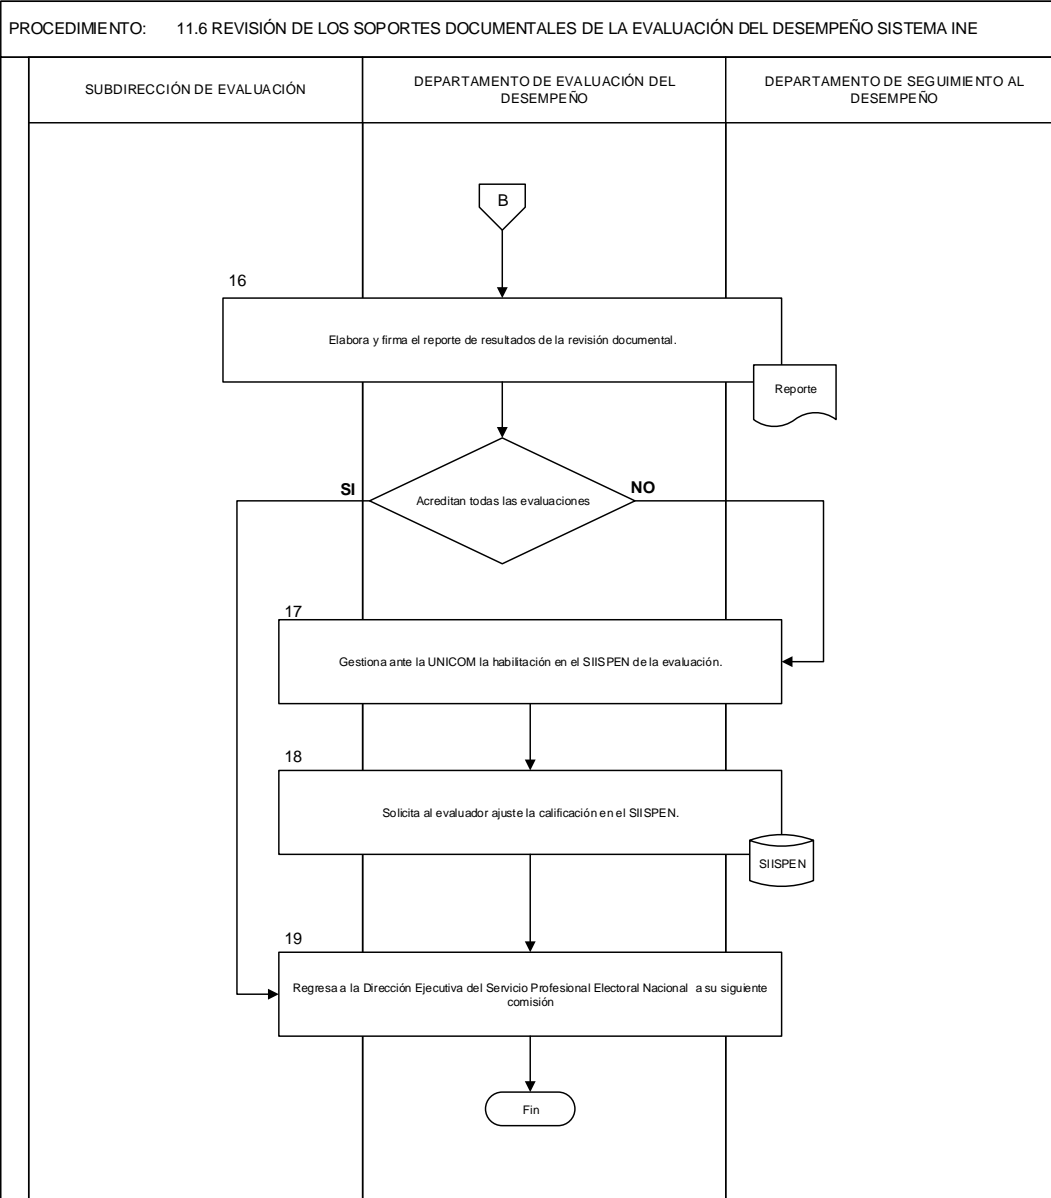 PROCEDIMIENTO: 11.6 REVISIÓN DE LOS SOPORTES DOCUMENTALES DE LA EVALUACIÓN DEL DESEMPEÑO SISTEMA INE
SUBDIRECCIÓN DE EVALUACIÓN
DEPARTAMENTO DE EVALUACIÓN DEL
DESEMPEÑO
DEPARTAMENTO DE SEGUIMIENTO AL
DESEMPEÑO
B
16
Elabora y firma el reporte de resultados de la revisión documental.
Reporte
SI
Acreditan todas las evaluaciones
NO
17
Gestiona ante la UNICOM la habilitación en el SIISPEN de la evaluación.
18
Solicita al evaluador ajuste la calificación en el SIISPEN.
SIISPEN
19
Regresa a la Dirección Ejecutiva del Servicio Profesional Electoral Nacional a su siguiente
comisión
Fin